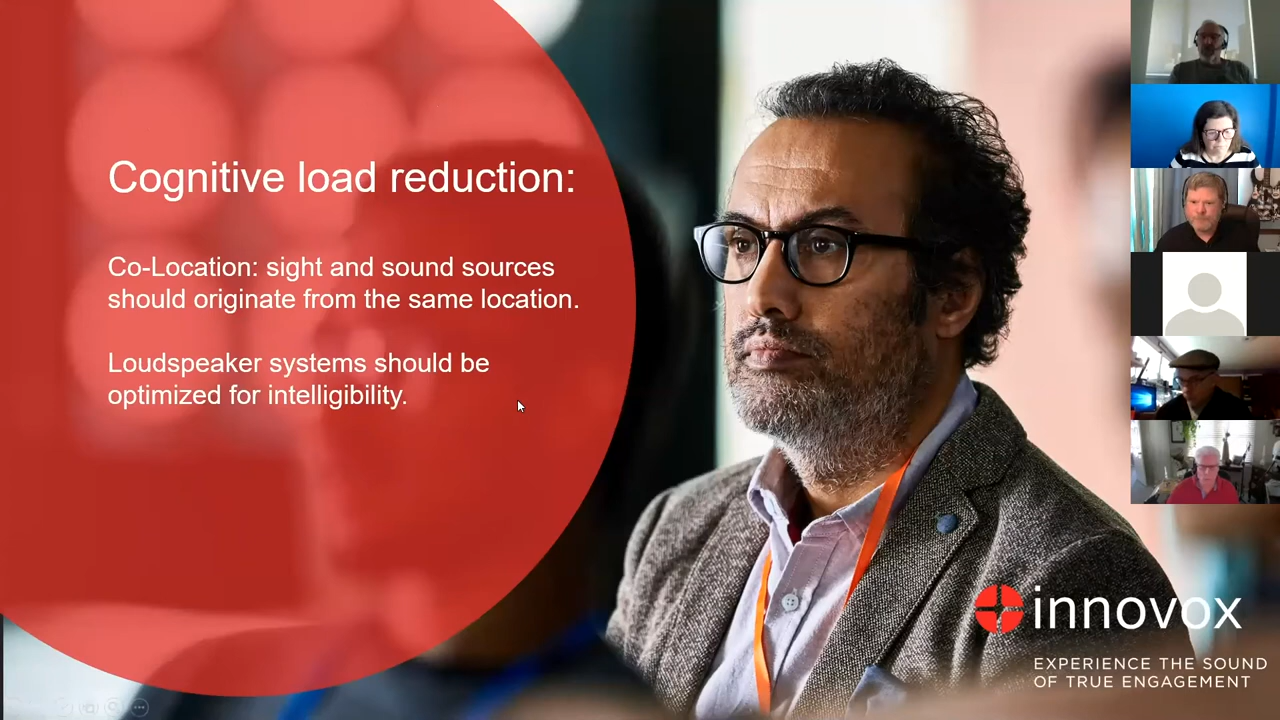 Cognitive load reduction:
Co-Location: sight and sound sources
should originate from the same location.
Loudspeaker systems should be
optimized for intelligibility.
innovox
EXPERIENCE THE SOUND
OF TRUE ENGAGEMENT